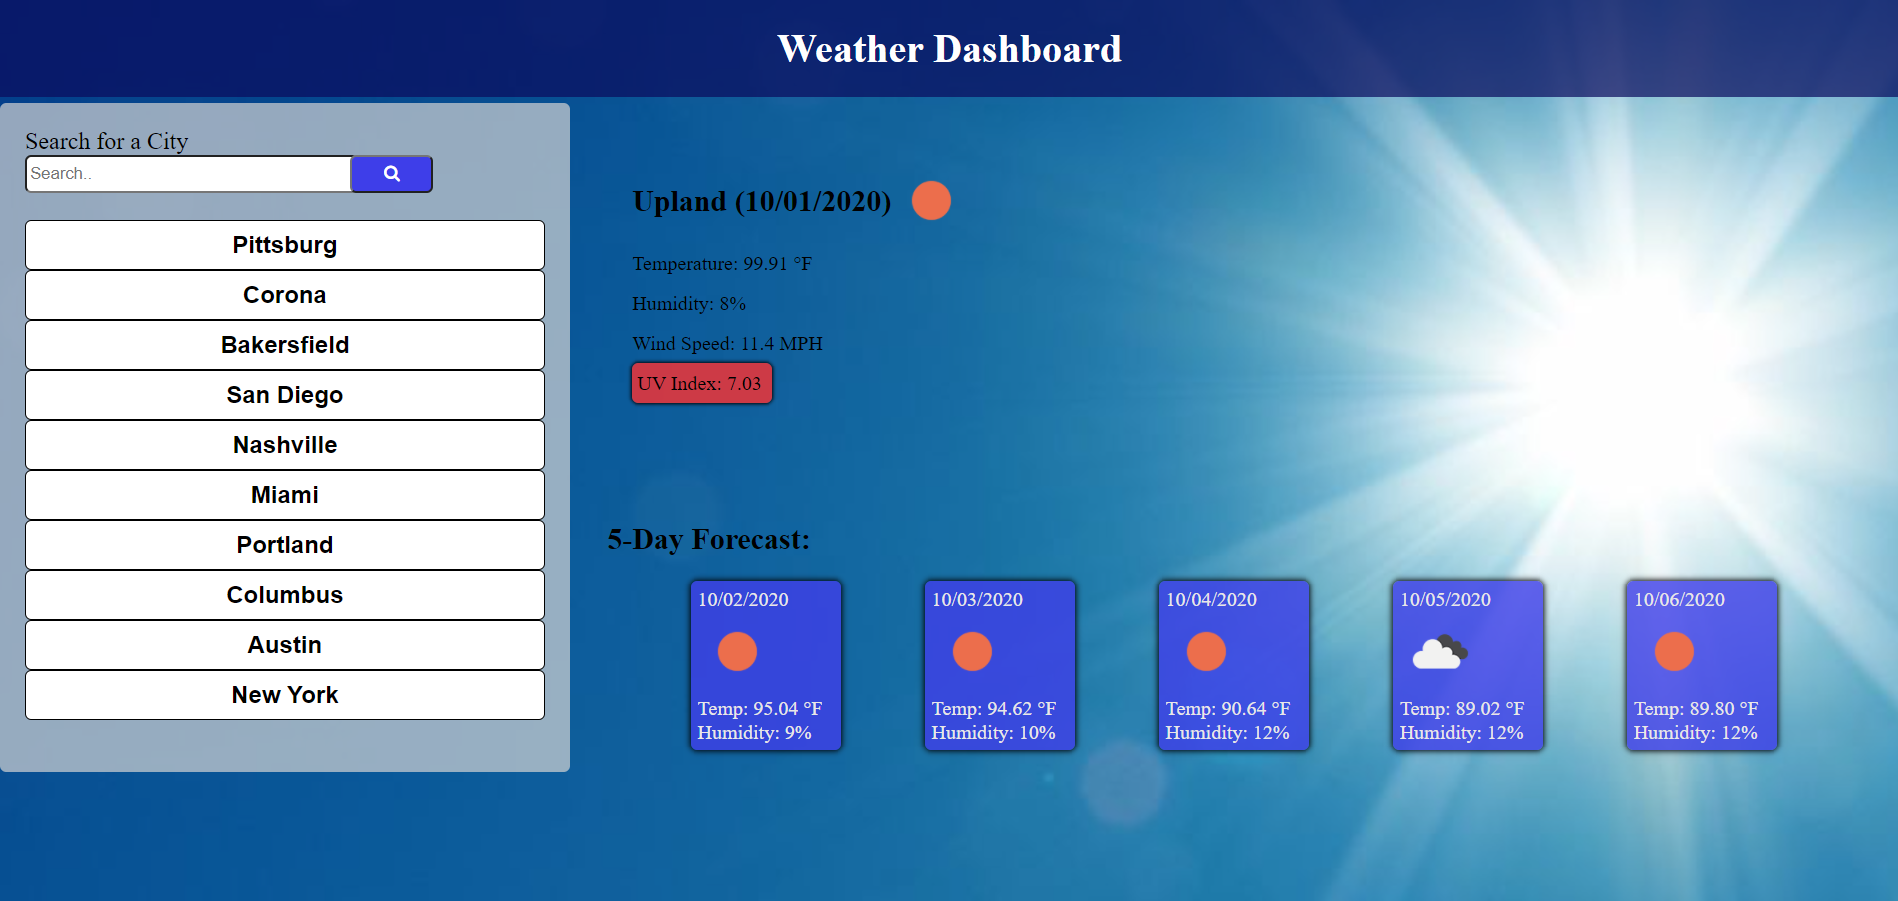 Weather Dashboard
Search for a City
Search..
Pittsburg
Corona
Bakersfield
San Diego
Nashville
Miami
Portland
Columbus
Austin
New York
Upland (10/01/2020)
Temperature: 99.91 °F
Humidity: 8%
Wind Speed: 11.4 MPH
UV Index: 7.03
5-Day Forecast:
10/02/2020
Temp: 95.04 °F
Humidity: 9%
10/03/2020
Temp: 94.62 °F
Humidity: 10%
10/04/2020
Temp: 90.64 °F
Humidity: 12%
10/05/2020
Temp: 89.02 °F
Humidity: 12%
10/06/2020
Temp: 89.80 °F
Humidity: 12%